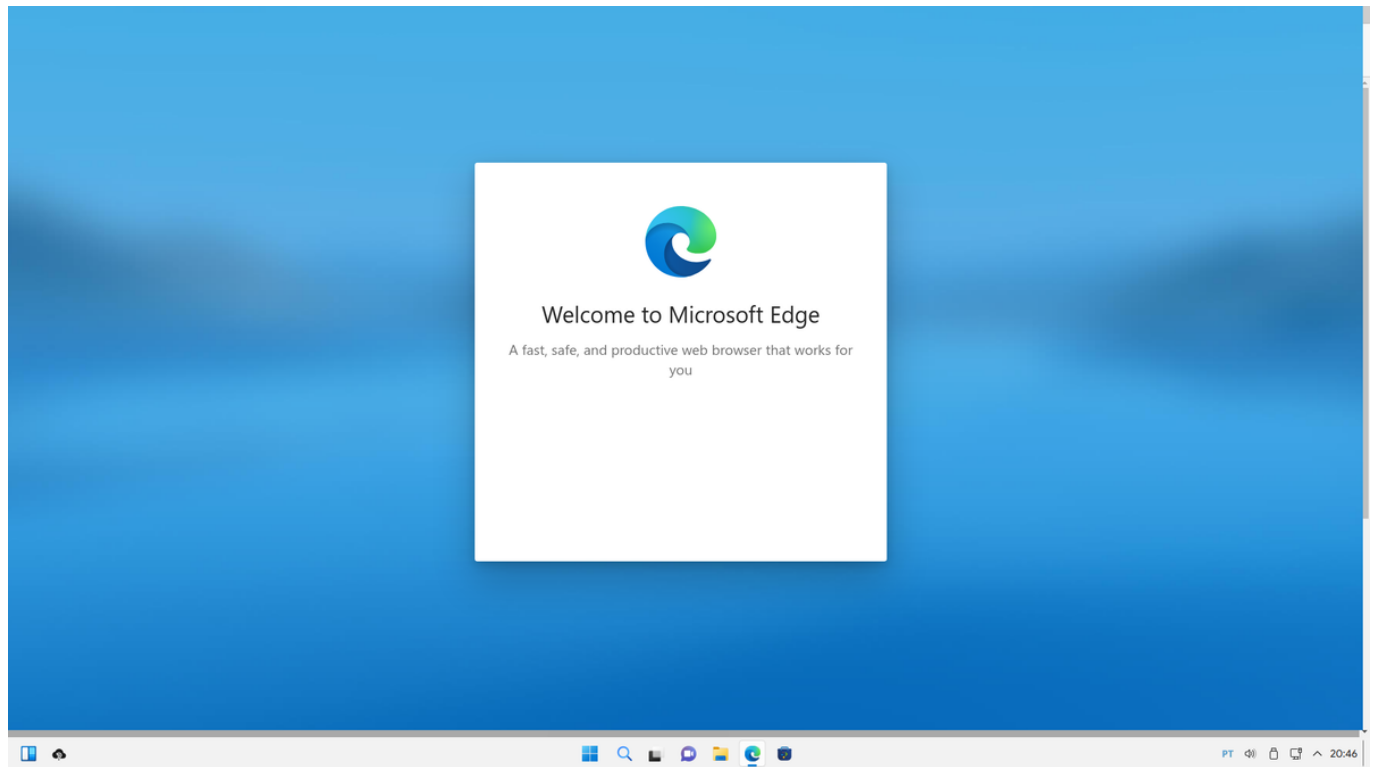 Welcome to Microsoft Edge
A fast, safe, and productive web browser that works for
you
PT 20:46